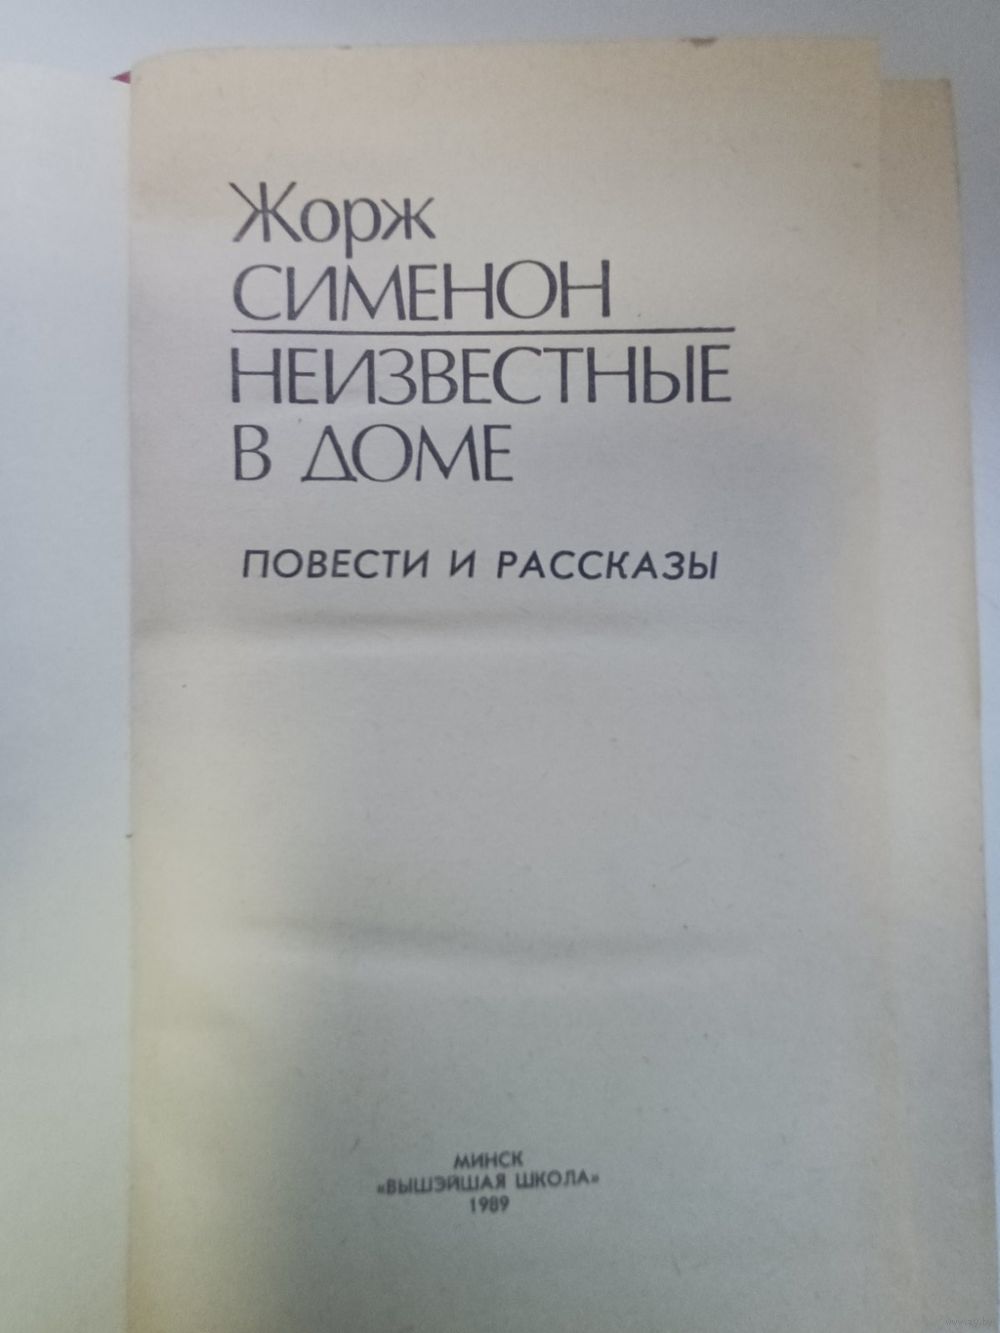 Жорж
СИМЕНОН
НЕИЗВЕСТНЫЕ
В ДОМЕ
ПОВЕСТИ И РАССКАЗЫ
МИНСК
«ВЫШЭЙШАЯ ШКОЛА»
1989